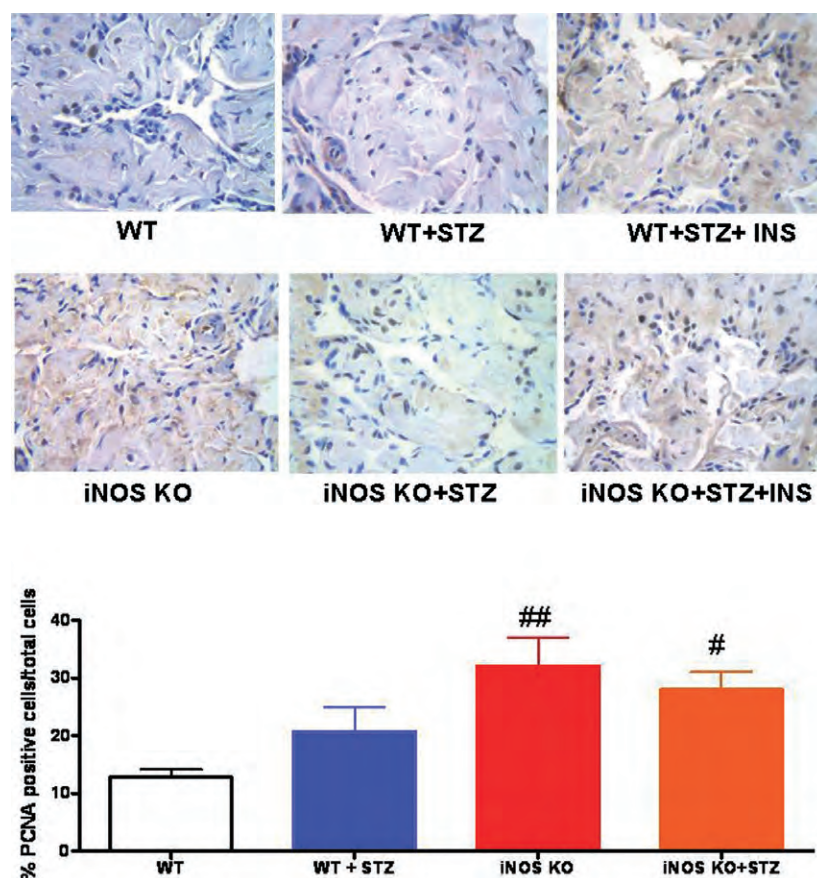 WT
WT+STZ
WT+STZ+ INS
iNOS KO
iNOS KO+STZ
iNOS KO+STZ+INS
% PCNA positive cells/total cells
40
30
20
10
0
##
#
WT
WT + STZ
iNOS KO
iNOS KO+STZ